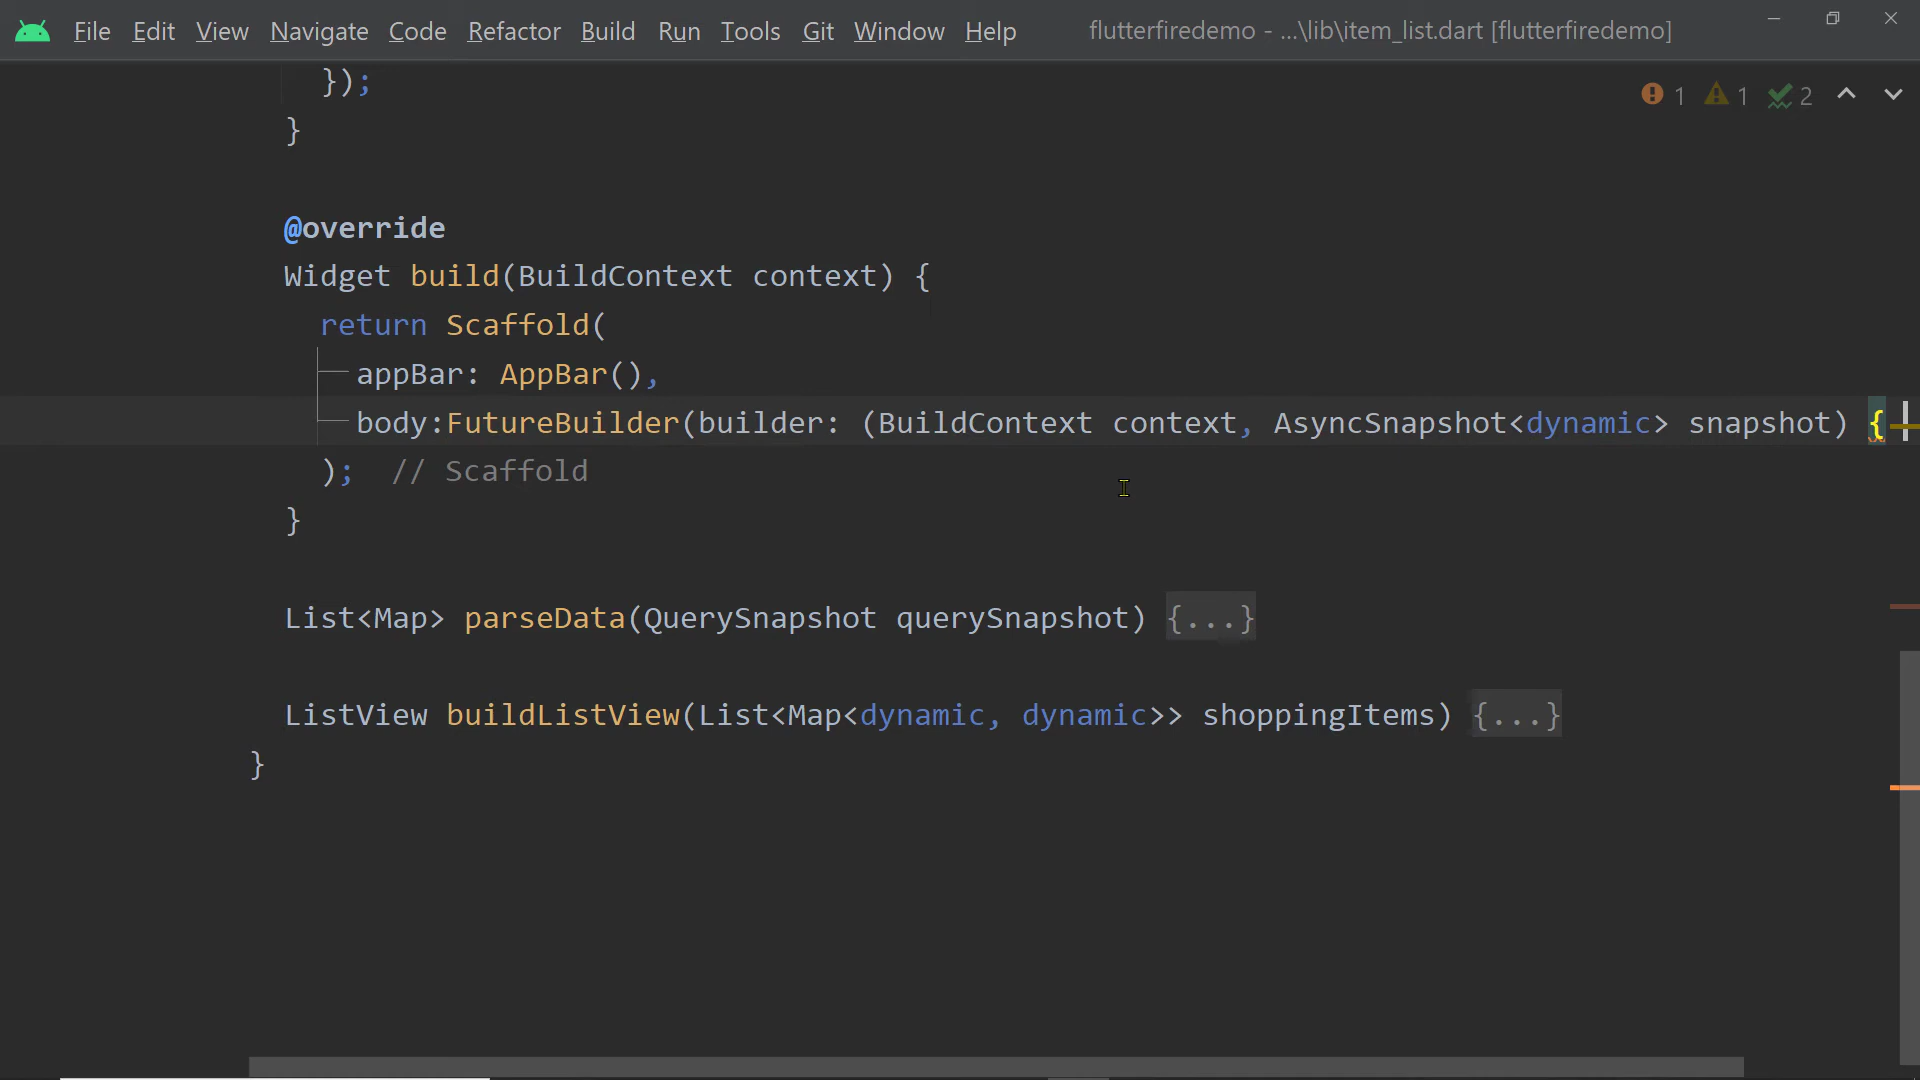 File Edit View Navigate Code Refactor Build Run Tools Git Window Help flutterfiredemo - ...\lib\item_list.dart [flutterfiredemo]
});
1 1 2
}
@override
Widget build(BuildContext context) {
return Scaffold(
appBar: AppBar(),
body:FutureBuilder(builder: (BuildContext context, AsyncSnapshot<dynamic> snapshot) {
); // Scaffold
}
List<Map> parseData(QuerySnapshot querySnapshot) {...}
ListView buildListView(List<Map<dynamic, dynamic>> shoppingItems) {...}
}